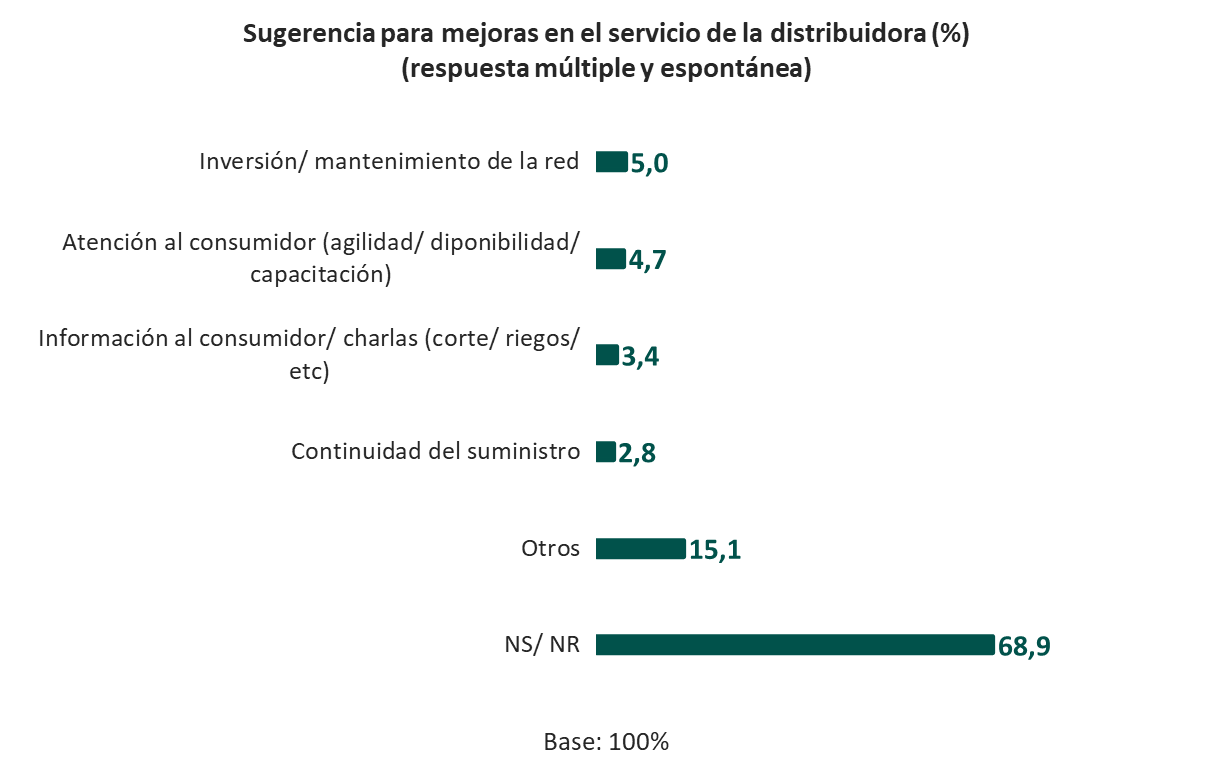 Sugerencia para mejoras en el servicio de la distribuidora (%)
(respuesta múltiple y espontánea)
Inversión/ mantenimiento de la red
5,0
Atención al consumidor (agilidad/ diponibilidad/
capacitación)
4,7
Información al consumidor/ charlas (corte/ riegos/
etc)
3,4
Continuidad del suministro
2,8
Otros
15,1
NS/ NR
68,9
Base: 100%